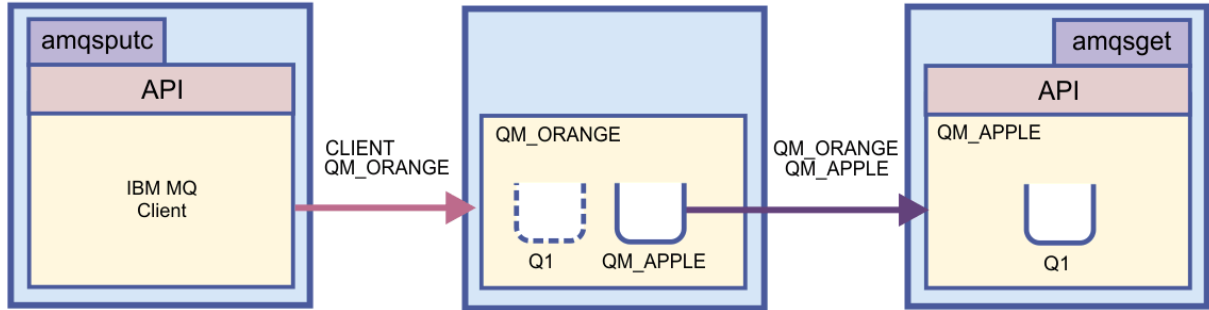 amqsputc
API
IBM MQ
Client
CLIENT
QM_ORANGE
QM_ORANGE
Q1
QM_APPLE
QM_ORANGE
QM_APPLE
amqsget
API
QM_APPLE
Q1